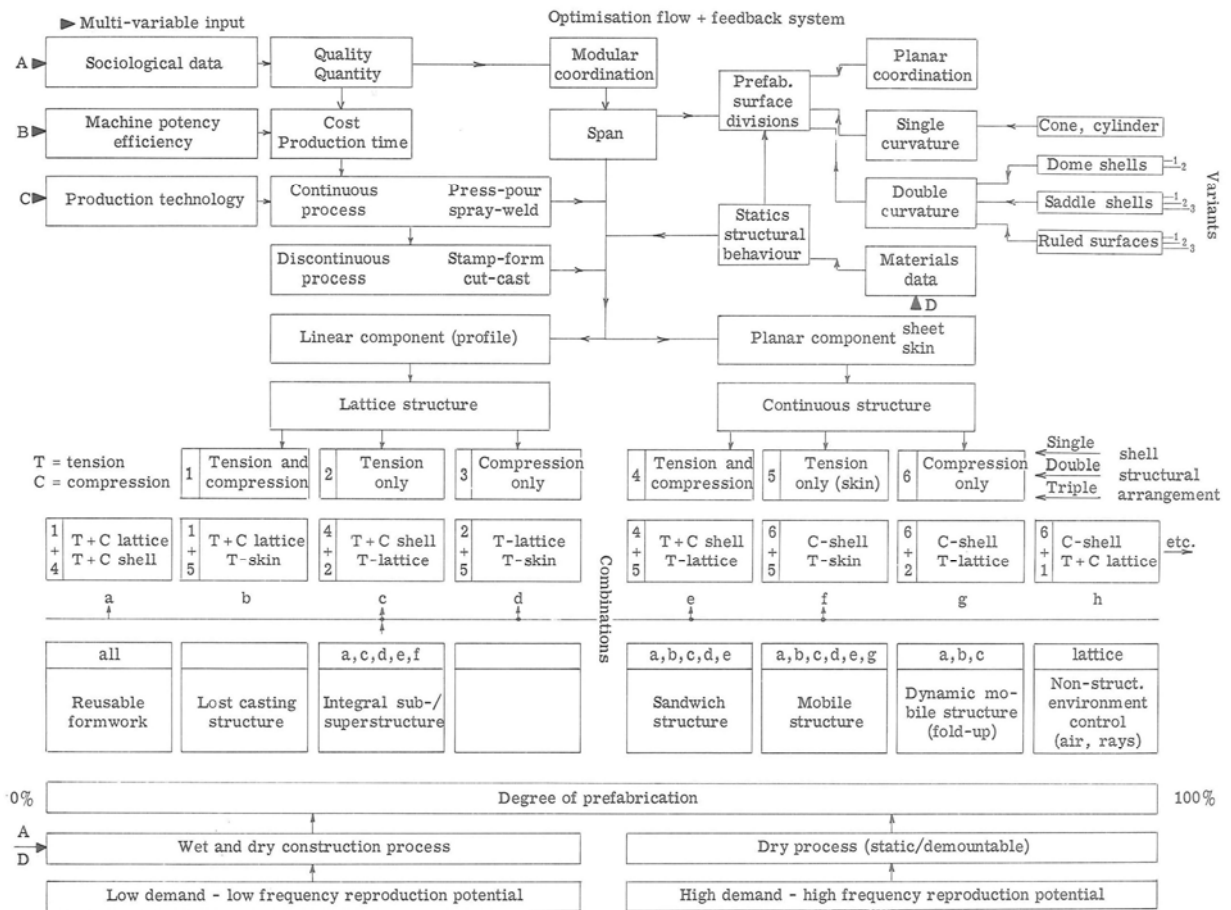 Multi-variable input
Optimisation flow + feedback system
A
Sociological data
Quality
Quantity
Modular
coordination
Prefab.
surface
divisions
Planar
coordination
B
Machine potency
efficiency
Cost
Production time
Span
Single
curvature
Cone, cylinder
C
Production technology
Continuous
process
Press-pour
spray-weld
Statics
structural
behaviour
Double
curvature
Dome shells
1
2
Saddle shells
1
2
3
Ruled surfaces
1
2
3
Variants
Discontinuous
process
Stamp-form
cut-cast
Materials
data
D
Linear component (profile)
Planar component
sheet
skin
Lattice structure
Continuous structure
T = tension
C = compression
1
Tension and
compression
2
Tension
only
3
Compression
only
4
Tension and
compression
5
Tension
only (skin)
6
Compression
only
Single
Double
Triple
shell
structural
arrangement
1
+
4
T + C lattice
T + C shell
1
+
5
T + C lattice
T-skin
4
+
2
T + C shell
T-lattice
2
+
5
T-lattice
T-skin
Combinations
4
+
5
T + C shell
T-lattice
6
+
5
C-shell
T-skin
6
+
2
C-shell
T-lattice
6
+
1
C-shell
T + C lattice
etc.
a
b
c
d
e
f
g
h
all
Reusable
formwork
Lost casting
structure
a,c,d,e,f
Integral sub-/
superstructure
a,b,c,d,e
Sandwich
structure
a,b,c,d,e,g
Mobile
structure
a,b,c
Dynamic mo-
bile structure
(fold-up)
lattice
Non-struct.
environment
control
(air, rays)
0%
Degree of prefabrication
100%
A
D
Wet and dry construction process
Dry process (static/demountable)
Low demand - low frequency reproduction potential
High demand - high frequency reproduction potential